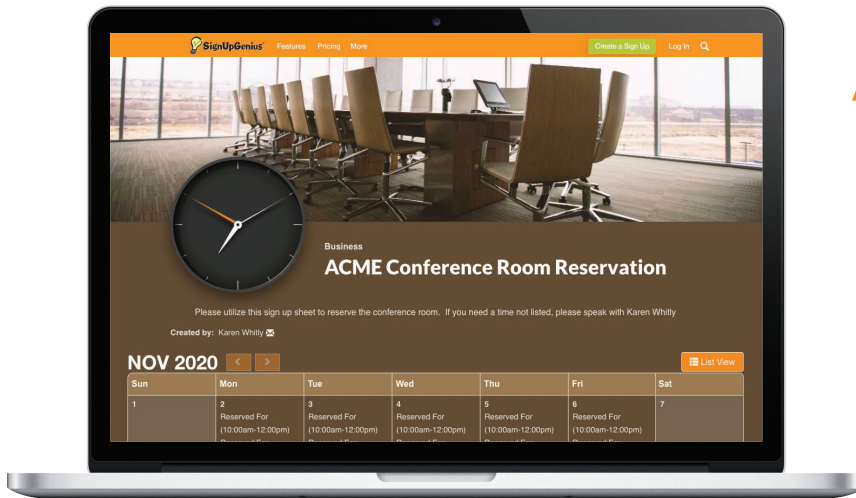 SignUpGenius Features Pricing More Create a Sign Up Log In
Business
ACME Conference Room Reservation
Please utilize this sign up sheet to reserve the conference room. If you need a time not listed, please speak with Karen Whitly
Created by: Karen Whitly
NOV 2020 < > List View
Sun Mon Tue Wed Thu Fri Sat
1 2 3 4 5 6 7
Reserved For Reserved For Reserved For Reserved For Reserved For
(10:00am-12:00pm) (10:00am-12:00pm) (10:00am-12:00pm) (10:00am-12:00pm) (10:00am-12:00pm)